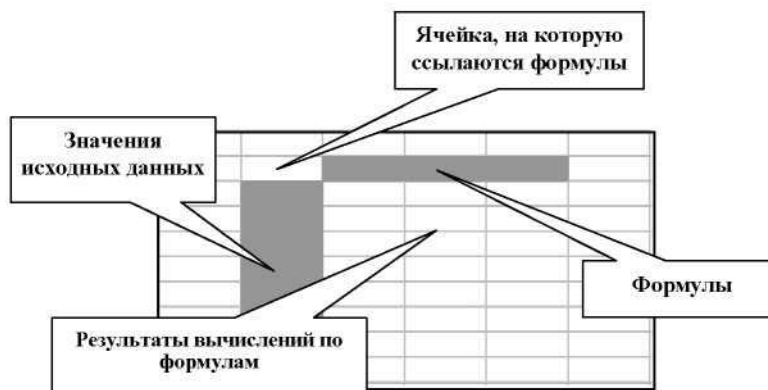 Ячейка, на которую
ссылаются формулы
Значения
исходных данных
Формулы
Результаты вычислений по
формулам